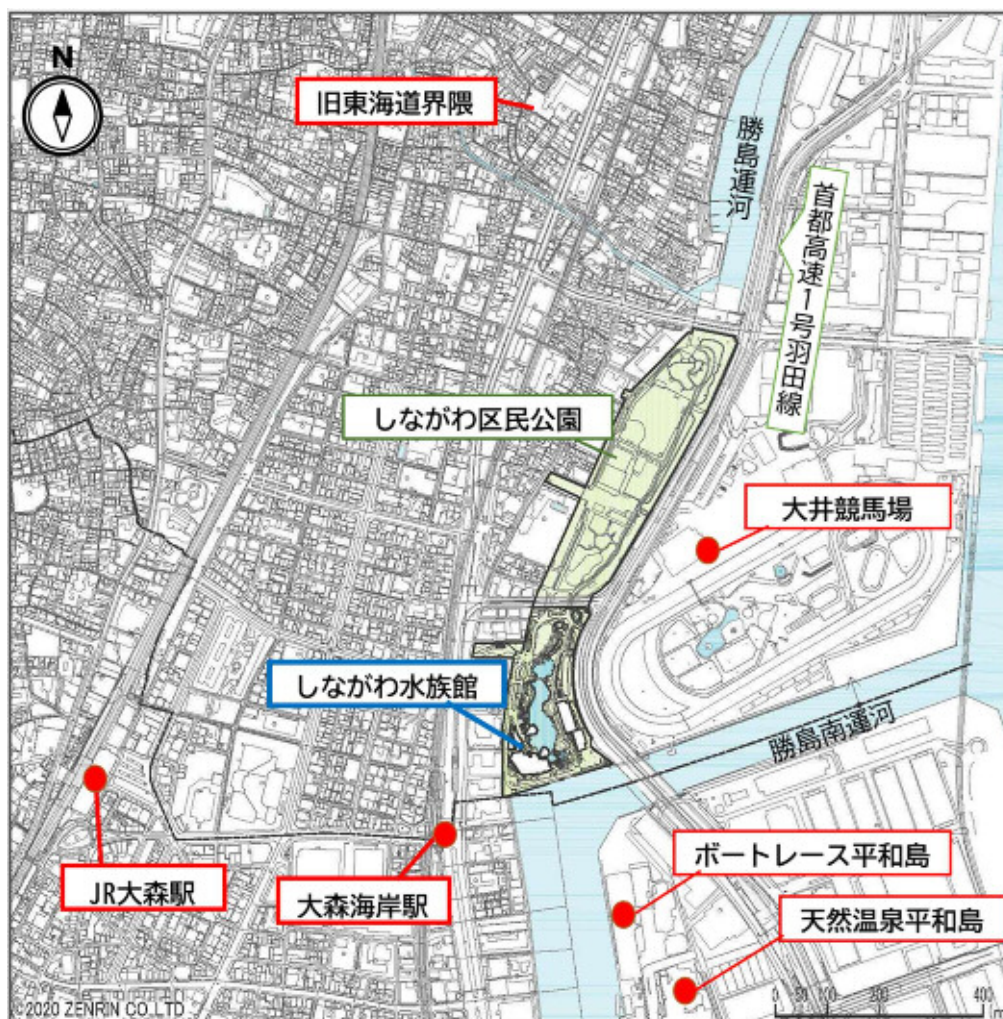 N
旧東海道界隈
勝島運河
首都高速1号羽田線
しながわ区民公園
大井競馬場
しながわ水族館
勝島南運河
JR大森駅
大森海岸駅
ボートレース平和島
天然温泉平和島
©2020 ZENRIN CO.,LTD
0 50 100 200 400
m